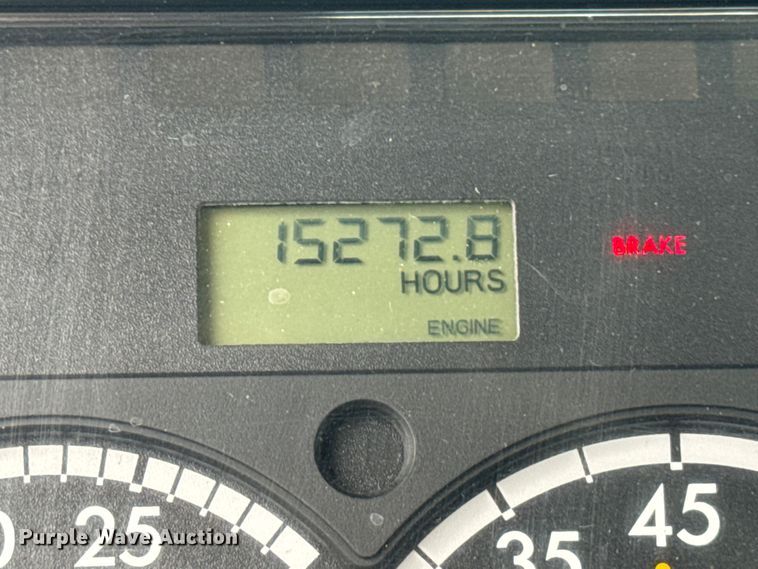 15272.8
BRAKE
HOURS
ENGINE
25
35
45
Purple Wave Auction